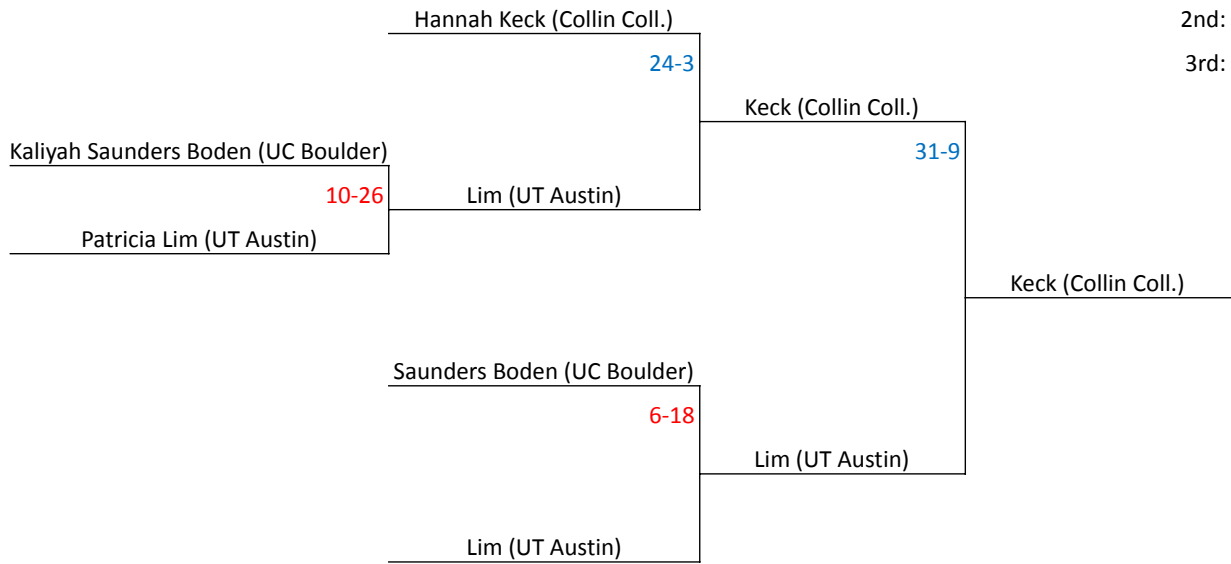 Hannah Keck (Collin Coll.)
2nd:
24-3
3rd:
Keck (Collin Coll.)
Kaliyah Saunders Boden (UC Boulder)
31-9
10-26
Lim (UT Austin)
Patricia Lim (UT Austin)
Keck (Collin Coll.)
Saunders Boden (UC Boulder)
6-18
Lim (UT Austin)
Lim (UT Austin)